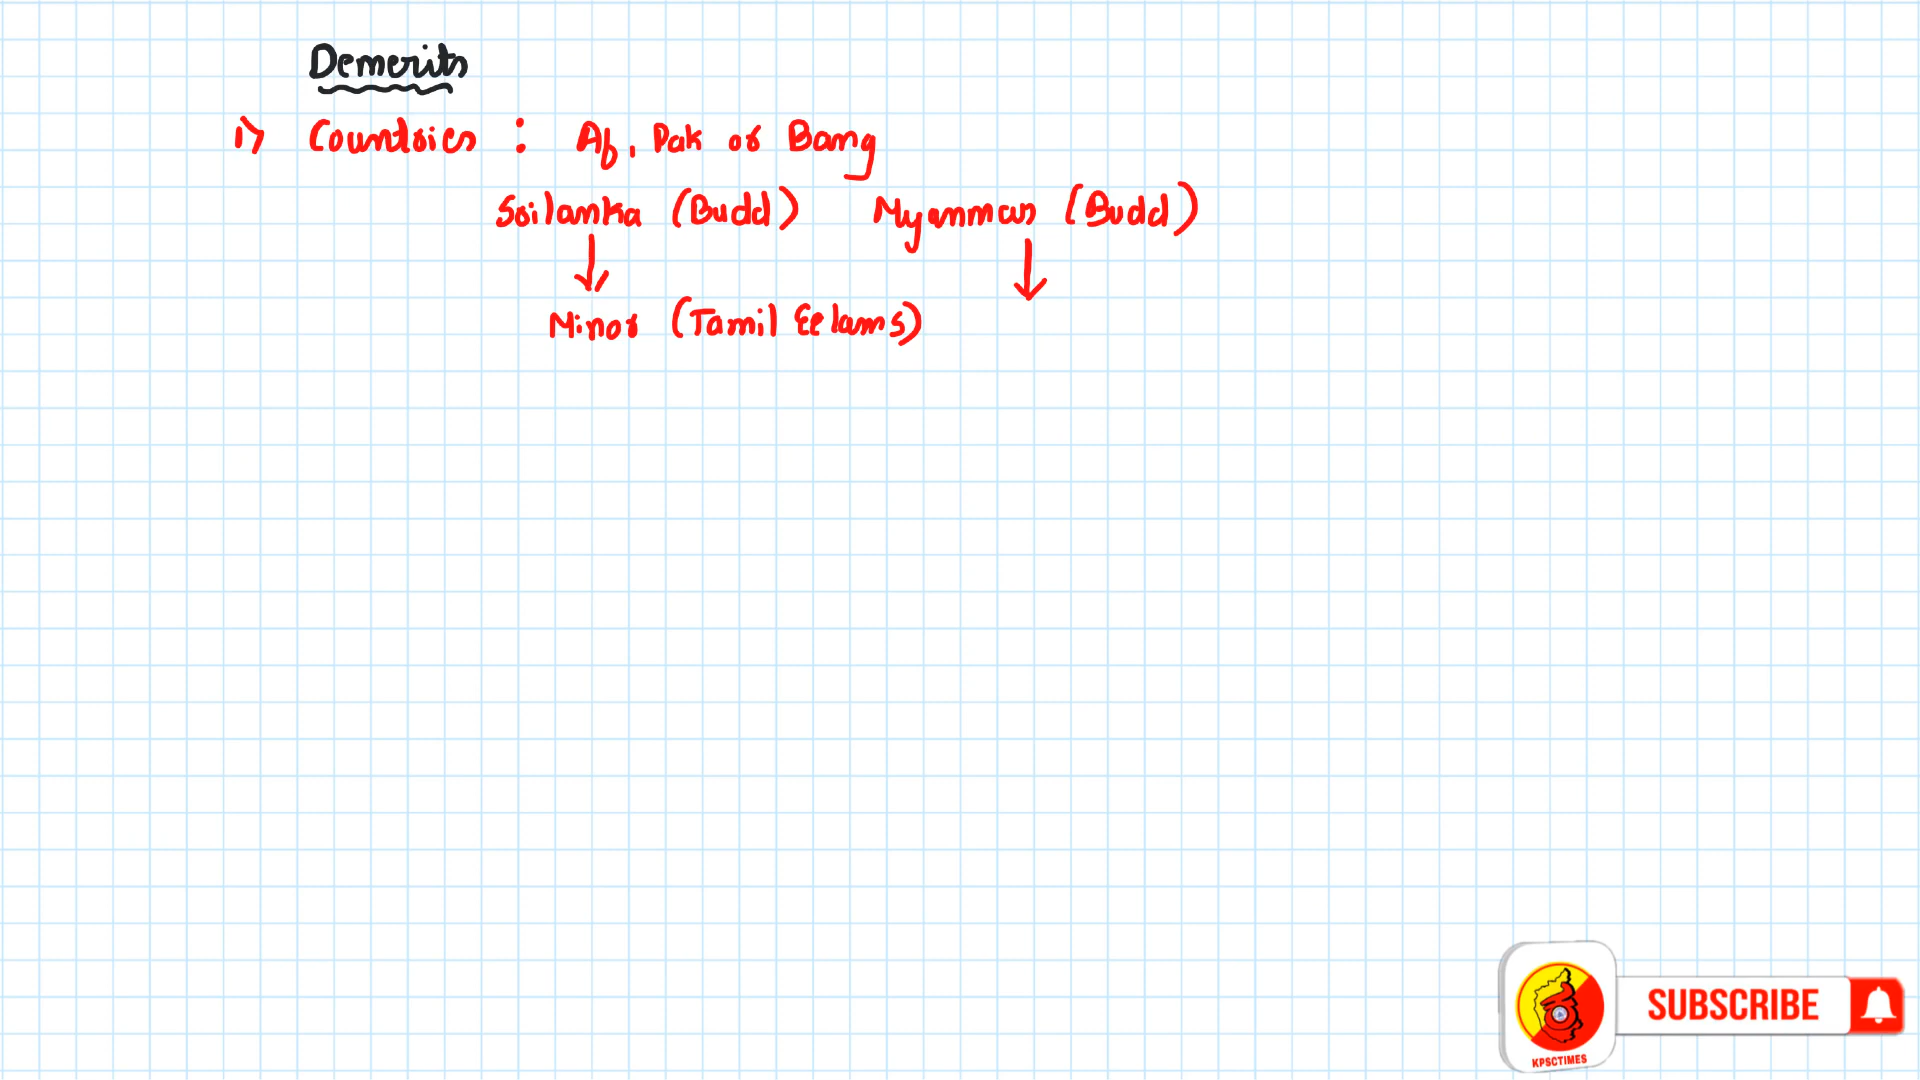 Demerits
1) Countries : Af, Pak or Bang
Srilanka (Budd) Myanmar (Budd)
Minor (Tamil Eelams)
SUBSCRIBE
KPSCTIMES